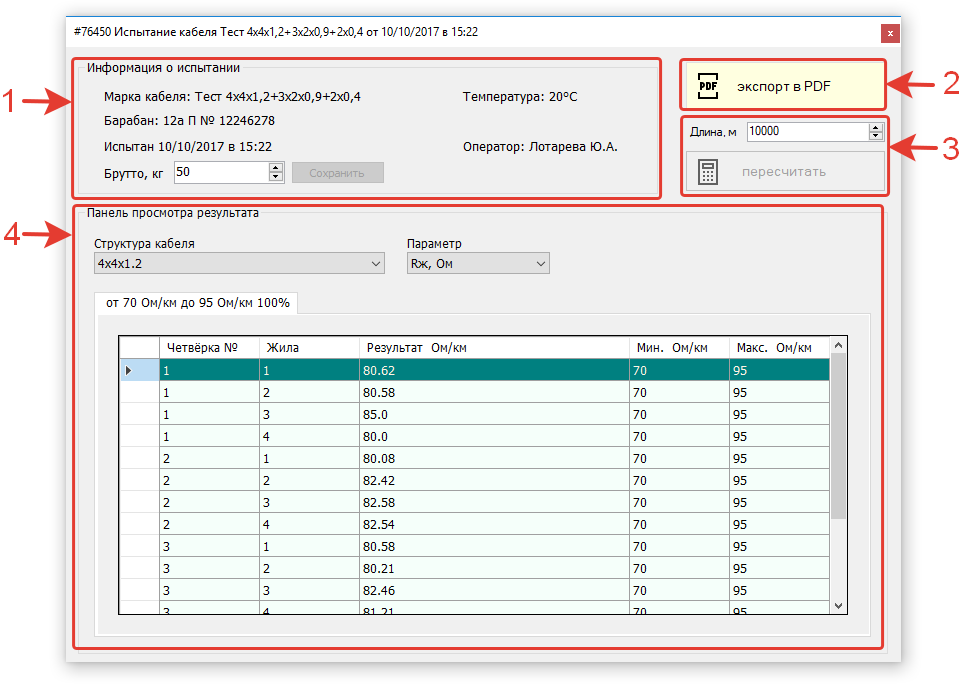 #76450 Испытание кабеля Тест 4х4х1,2+3х2х0,9+2х0,4 от 10/10/2017 в 15:22
x
Информация о испытании
1
Марка кабеля: Тест 4х4х1,2+3х2х0,9+2х0,4
Температура: 20°C
Барабан: 12а П № 12246278
Испытан 10/10/2017 в 15:22
Оператор: Лотарева Ю.А.
Брутто, кг 50 Сохранить
PDF экспорт в PDF
2
Длина, м 10000
3
пересчитать
Панель просмотра результата
4
Структура кабеля Параметр
4x4x1.2 Rж, Ом
от 70 Ом/км до 95 Ом/км 100%
Четвёрка № Жила Результат Ом/км Мин. Ом/км Макс. Ом/км
1 1 80.62 70 95
1 2 80.58 70 95
1 3 85.0 70 95
1 4 80.0 70 95
2 1 80.08 70 95
2 2 82.42 70 95
2 3 82.58 70 95
2 4 82.54 70 95
3 1 80.58 70 95
3 2 80.21 70 95
3 3 82.46 70 95
3 4 81.21 70 95